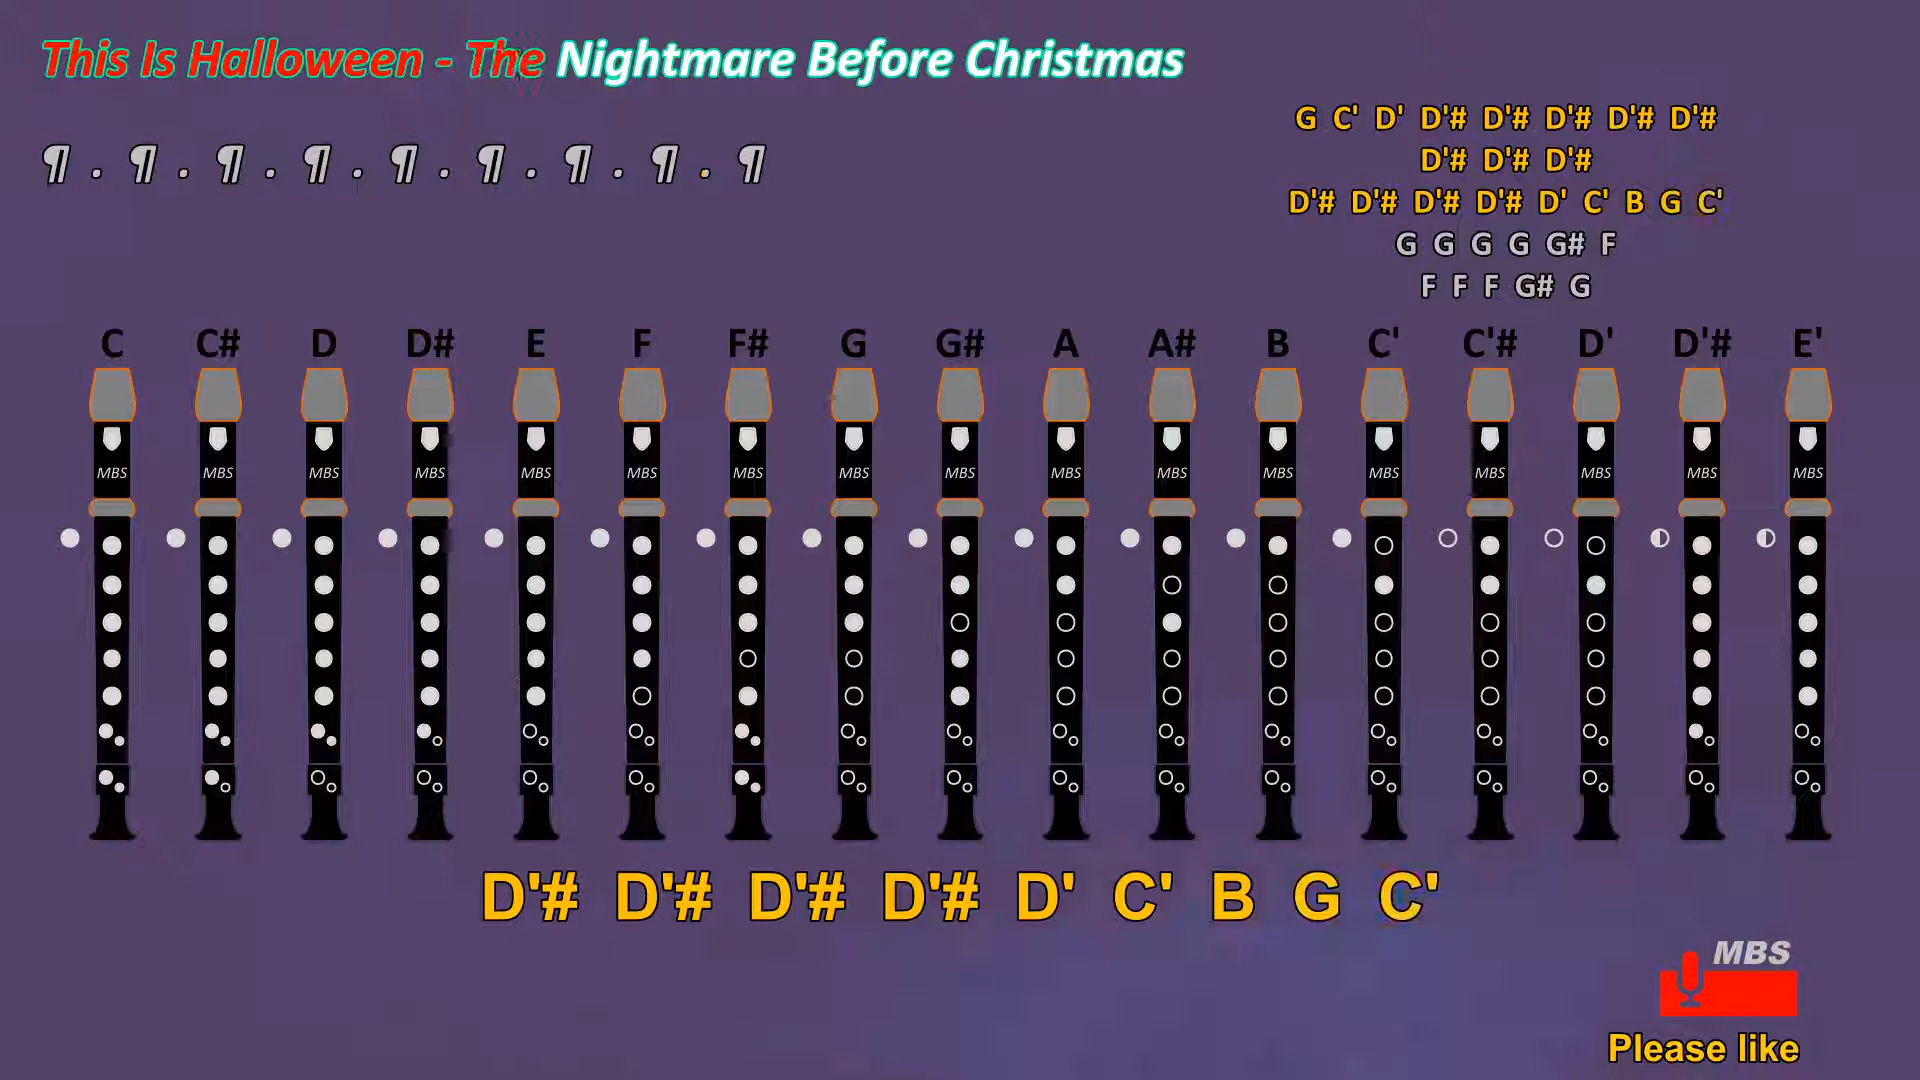 This Is Halloween - The Nightmare Before Christmas
¶ . ¶ . ¶ . ¶ . ¶ . ¶ . ¶ . ¶ . ¶
G C' D' D'# D'# D'# D'# D'#
D'# D'# D'#
D'# D'# D'# D'# D' C' B G C'
G G G G G# F
F F F G# G
C C# D D# E F F# G G# A A# B C' C'# D' D'# E'
MBS MBS MBS MBS MBS MBS MBS MBS MBS MBS MBS MBS MBS MBS MBS MBS MBS
D'# D'# D'# D'# D' C' B G C'
MBS
Please like